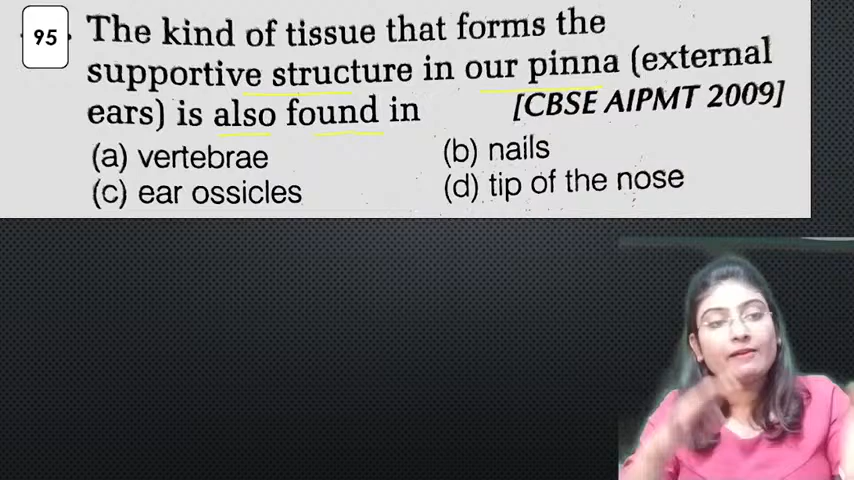 95 The kind of tissue that forms the
supportive structure in our pinna (external
ears) is also found in [CBSE AIPMT 2009]
(a) vertebrae (b) nails
(c) ear ossicles (d) tip of the nose